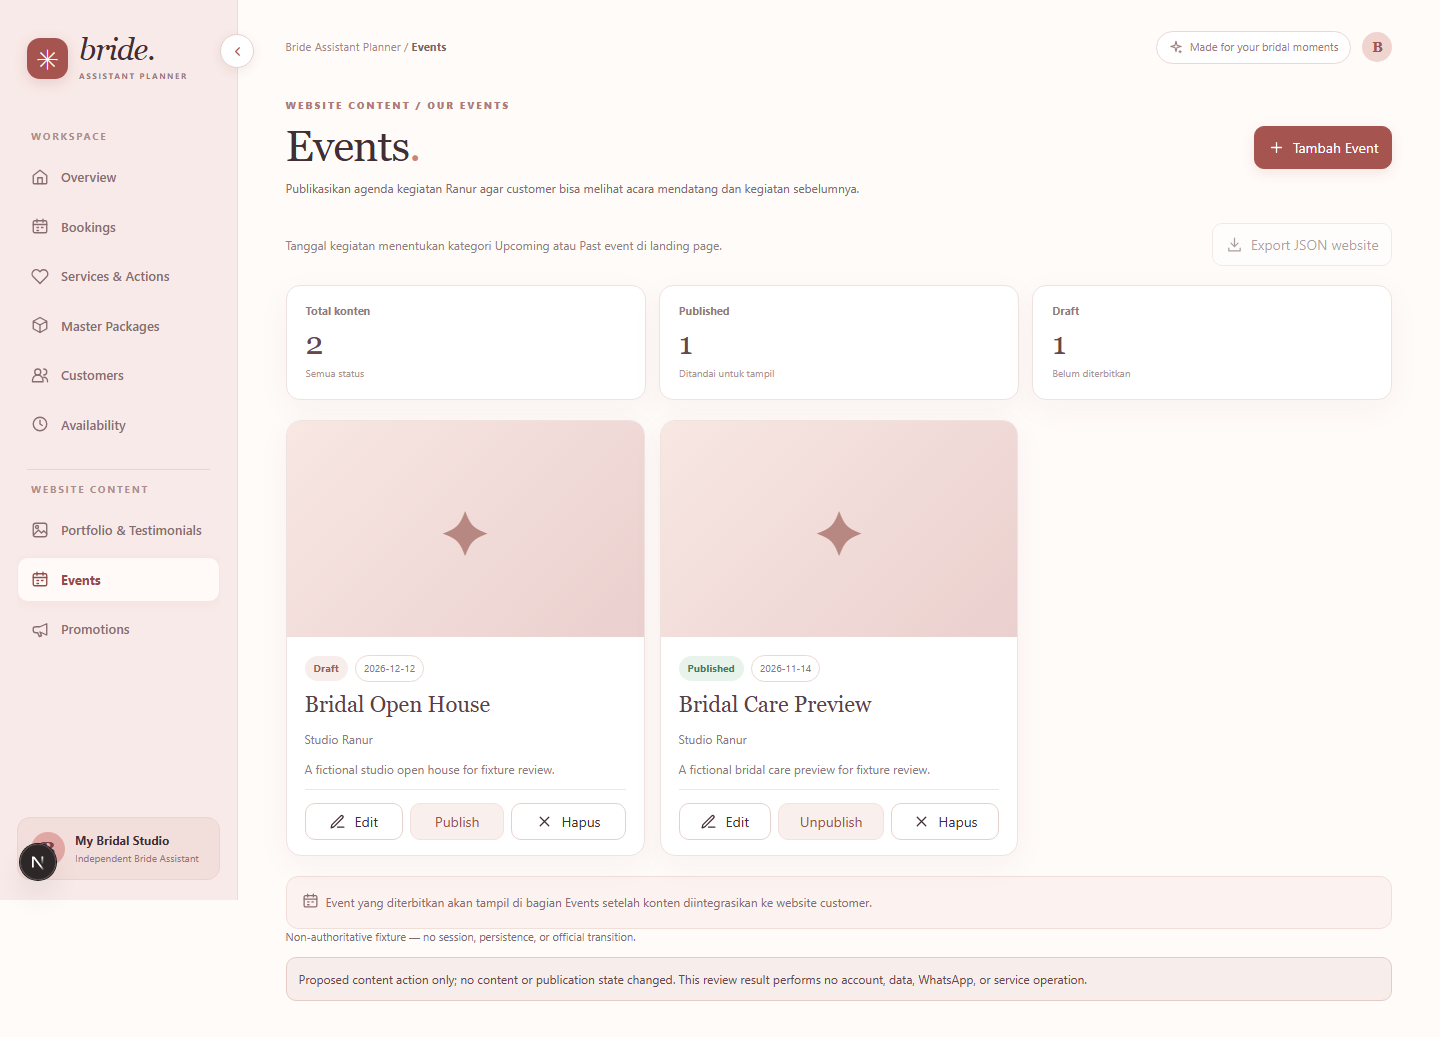 bride.
ASSISTANT PLANNER
WORKSPACE
Overview
Bookings
Services & Actions
Master Packages
Customers
Availability
WEBSITE CONTENT
Portfolio & Testimonials
Events
Promotions
My Bridal Studio
Independent Bride Assistant
N
Bride Assistant Planner / Events
Made for your bridal moments
B
WEBSITE CONTENT / OUR EVENTS
Events.
Tambah Event
Publikasikan agenda kegiatan Ranur agar customer bisa melihat acara mendatang dan kegiatan sebelumnya.
Tanggal kegiatan menentukan kategori Upcoming atau Past event di landing page.
Export JSON website
Total konten
2
Semua status
Published
1
Ditandai untuk tampil
Draft
1
Belum diterbitkan
Draft
2026-12-12
Bridal Open House
Studio Ranur
A fictional studio open house for fixture review.
Edit
Publish
Hapus
Published
2026-11-14
Bridal Care Preview
Studio Ranur
A fictional bridal care preview for fixture review.
Edit
Unpublish
Hapus
Event yang diterbitkan akan tampil di bagian Events setelah konten diintegrasikan ke website customer.
Non-authoritative fixture — no session, persistence, or official transition.
Proposed content action only; no content or publication state changed. This review result performs no account, data, WhatsApp, or service operation.